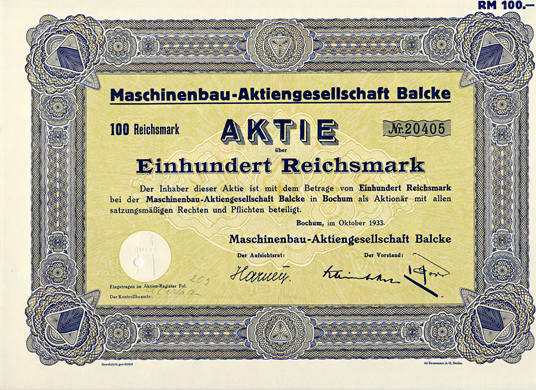 RM 100.—
Maschinenbau-Aktiengesellschaft Balcke
100 Reichsmark
AKTIE
Nr. 20405
über
Einhundert Reichsmark
Der Inhaber dieser Aktie ist mit dem Betrage von Einhundert Reichsmark
bei der Maschinenbau-Aktiengesellschaft Balcke in Bochum als Aktionär mit allen
satzungsmäßigen Rechten und Pflichten beteiligt.
Bochum, im Oktober 1933.
Maschinenbau-Aktiengesellschaft Balcke
Der Aufsichtsrat:
Der Vorstand:
Eingetragen im Aktien-Register Fol. 203
Der Kontrollbeamte: